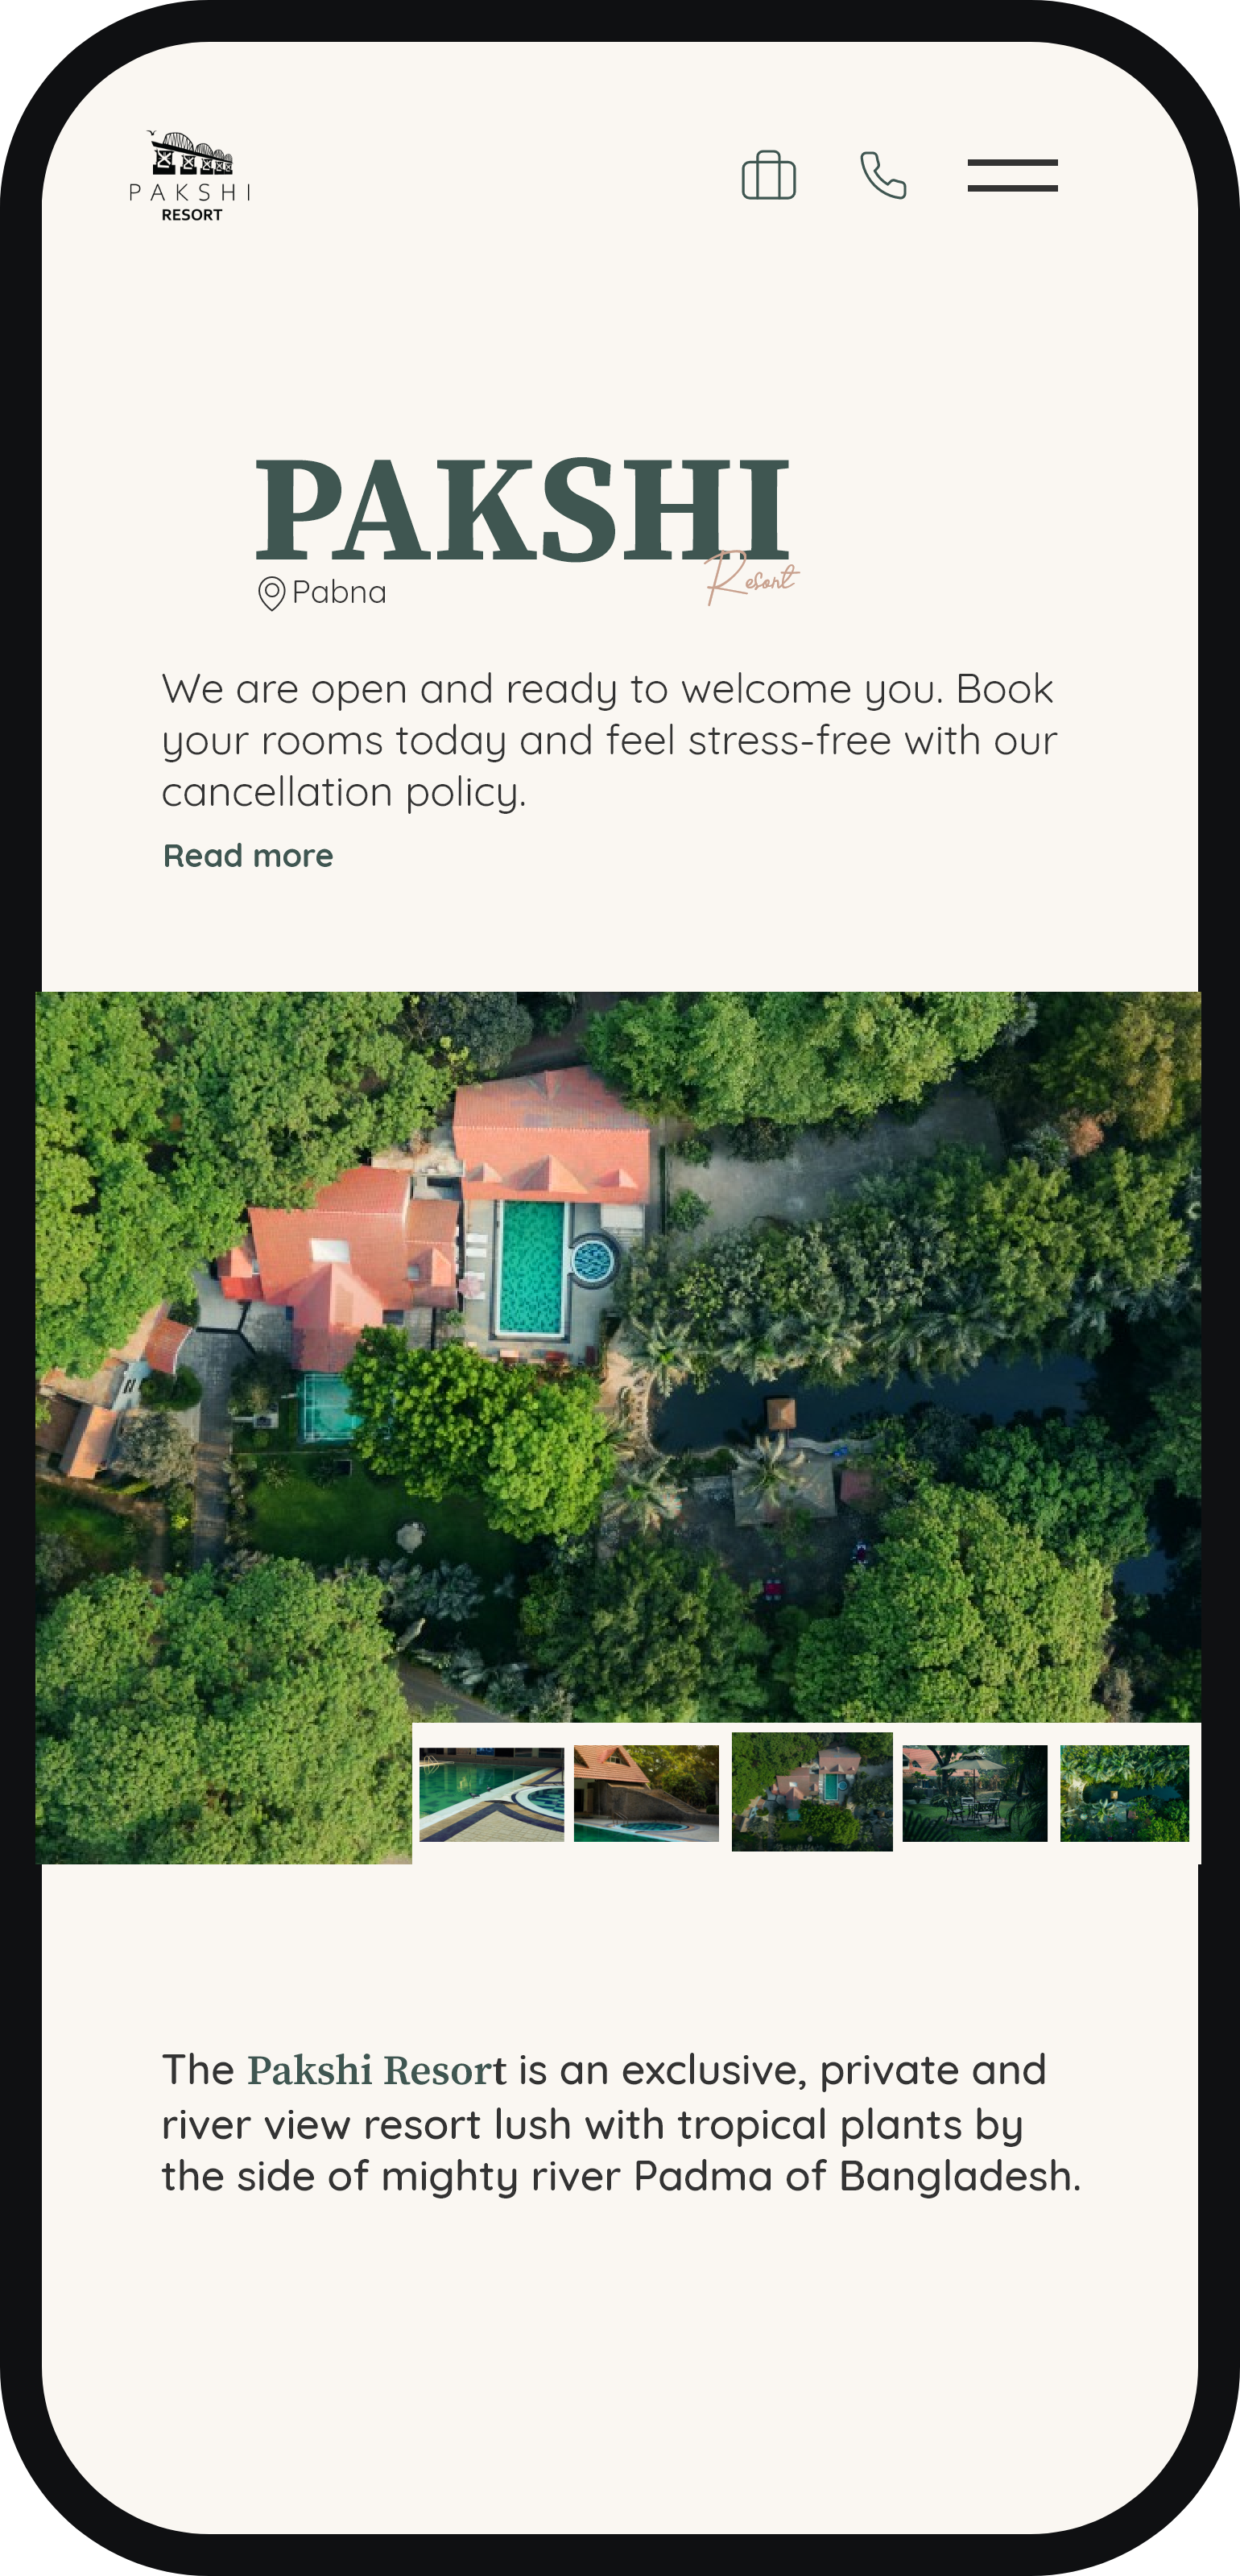 PAKSHI
RESORT
PAKSHI
Resort
Pabna
We are open and ready to welcome you. Book
your rooms today and feel stress-free with our
cancellation policy.
Read more
The Pakshi Resort is an exclusive, private and
river view resort lush with tropical plants by
the side of mighty river Padma of Bangladesh.